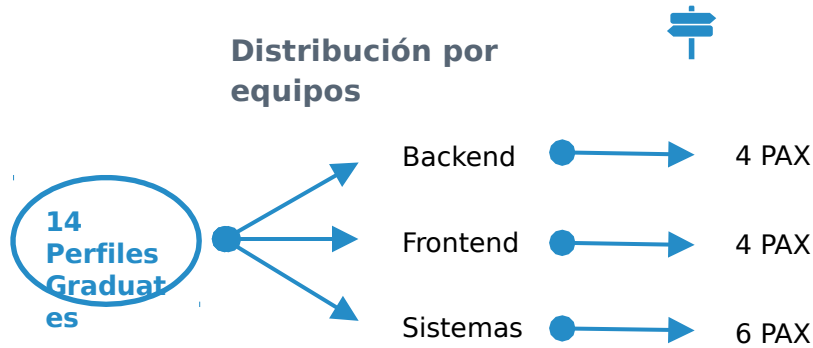 Distribución por
equipos
14
Perfiles
Graduat
es
Backend
4 PAX
Frontend
4 PAX
Sistemas
6 PAX